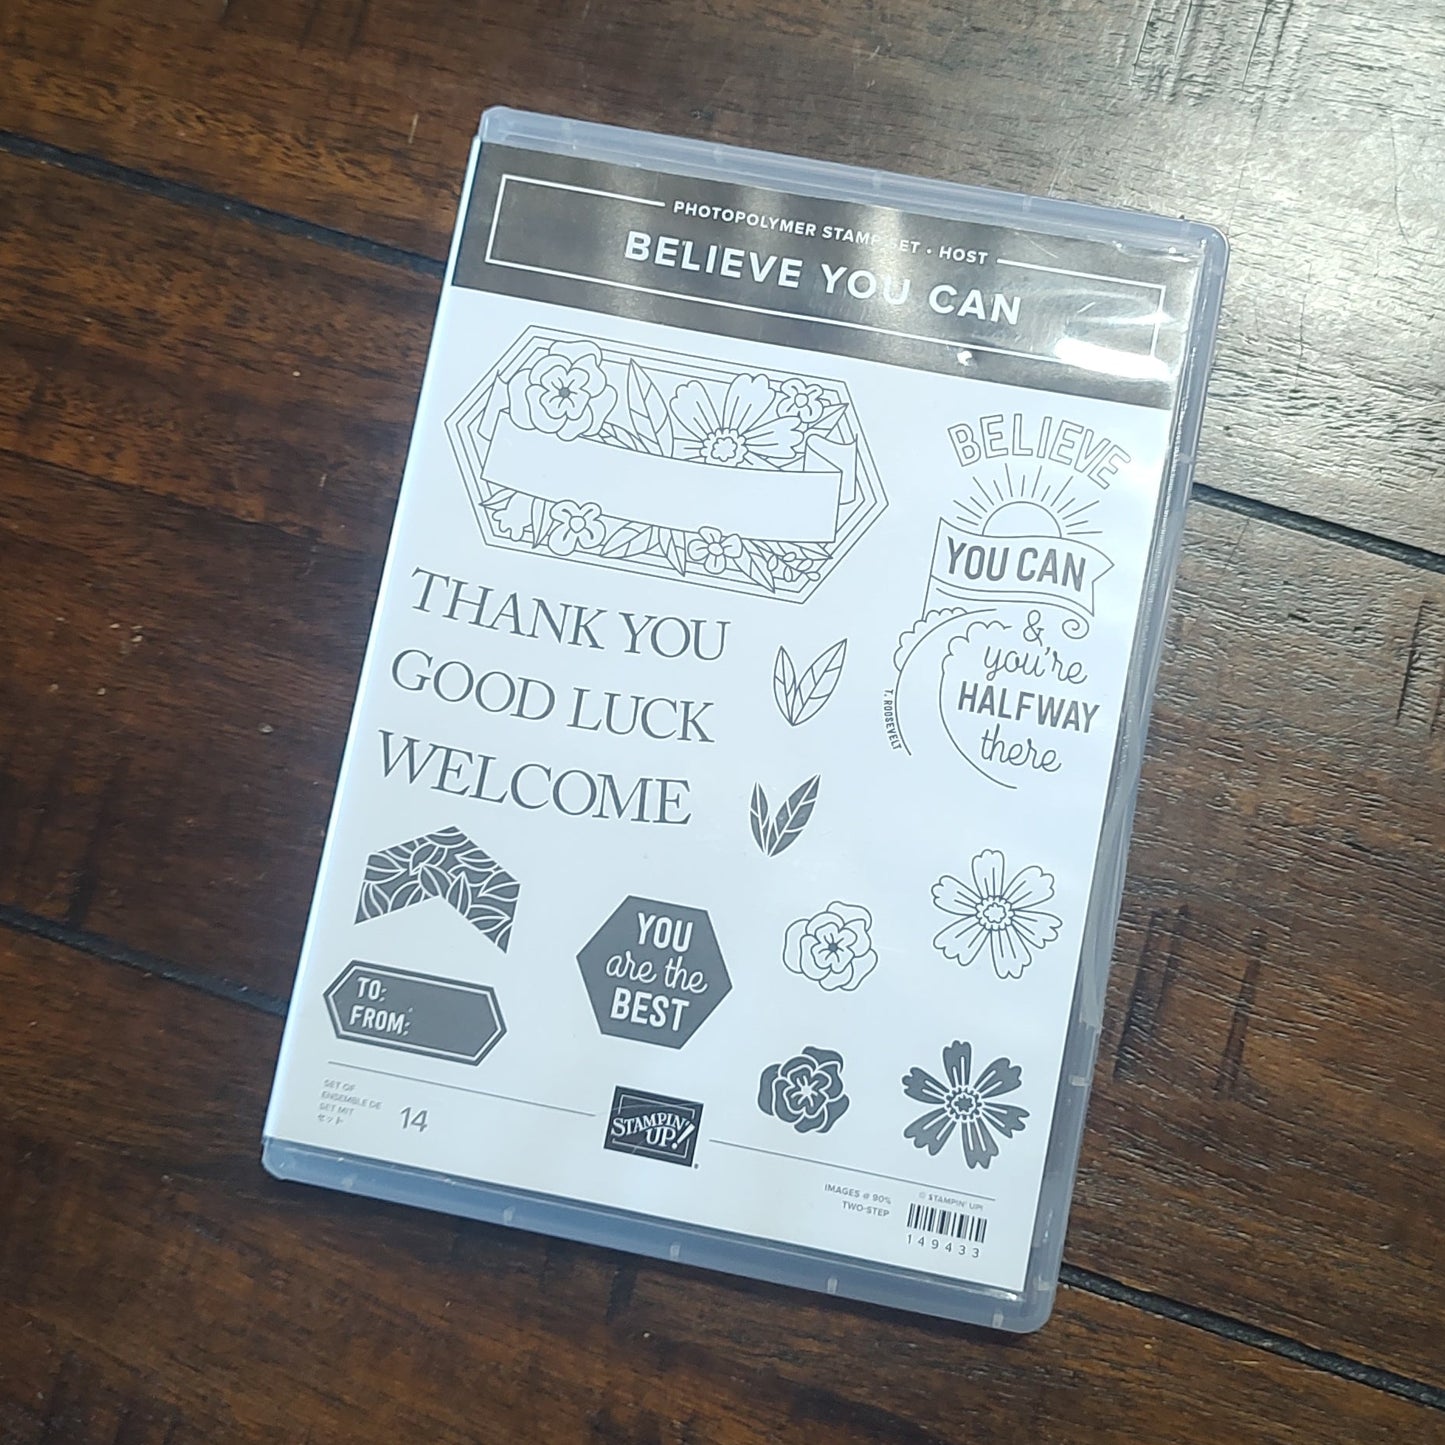 PHOTOPOLYMER STAMP SET • HOST
BELIEVE YOU CAN
BELIEVE
YOU CAN
&
you're
HALFWAY
there
T. ROOSEVELT
THANK YOU
GOOD LUCK
WELCOME
YOU
are the
BEST
TO:
FROM:
SET OF
ENSEMBLE DE
SET MIT
セット
14
STAMPIN'
UP!
®
IMAGES @ 90%
TWO-STEP
© STAMPIN' UP!
149433